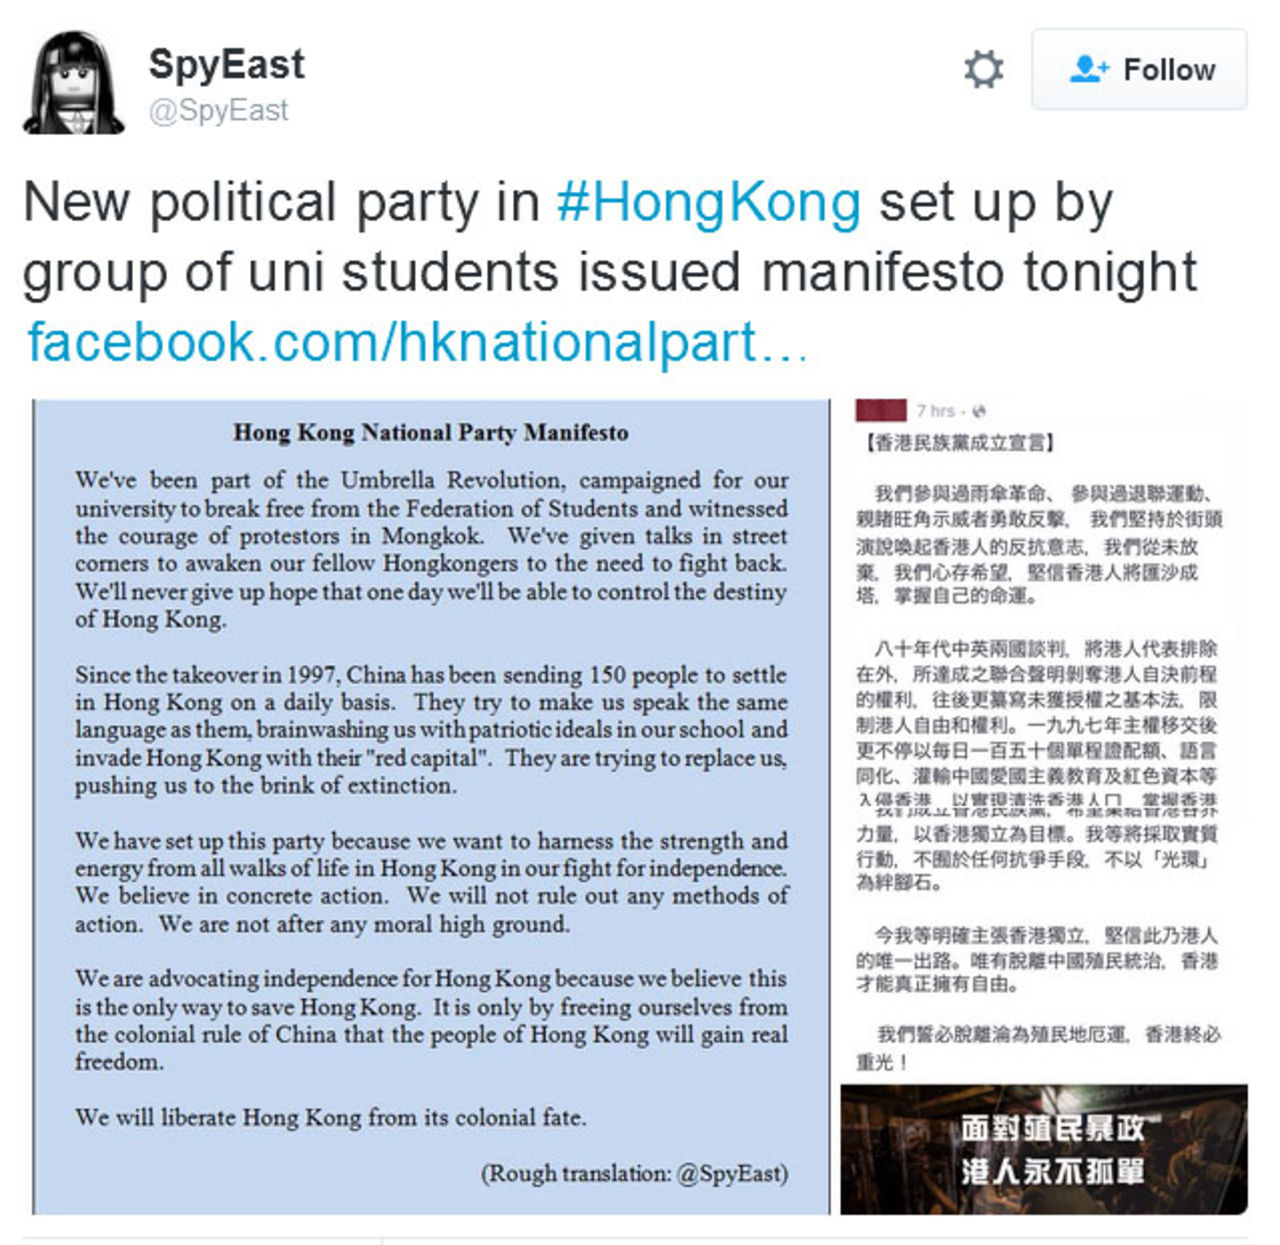 SpyEast
@SpyEast
Follow
New political party in #HongKong set up by
group of uni students issued manifesto tonight
facebook.com/hknationalpart…
Hong Kong National Party Manifesto
We've been part of the Umbrella Revolution, campaigned for our
university to break free from the Federation of Students and witnessed
the courage of protestors in Mongkok. We've given talks in street
corners to awaken our fellow Hongkongers to the need to fight back.
We'll never give up hope that one day we'll be able to control the destiny
of Hong Kong.
Since the takeover in 1997, China has been sending 150 people to settle
in Hong Kong on a daily basis. They try to make us speak the same
language as them, brainwashing us with patriotic ideals in our school and
invade Hong Kong with their "red capital". They are trying to replace us,
pushing us to the brink of extinction.
We have set up this party because we want to harness the strength and
energy from all walks of life in Hong Kong in our fight for independence.
We believe in concrete action. We will not rule out any methods of
action. We are not after any moral high ground.
We are advocating independence for Hong Kong because we believe this
is the only way to save Hong Kong. It is only by freeing ourselves from
the colonial rule of China that the people of Hong Kong will gain real
freedom.
We will liberate Hong Kong from its colonial fate.
(Rough translation: @SpyEast)
7 hrs ·
【香港民族黨成立宣言】
我們參與過雨傘革命、參與過退聯運動、
親睹旺角示威者勇敢反擊，我們堅持於街頭
演說喚起香港人的反抗意志，我們從未放
棄，我們心存希望，堅信香港人將匯沙成
塔，掌握自己的命運。
八十年代中英兩國談判，將港人代表排除
在外，所達成之聯合聲明剝奪港人自決前程
的權利，往後更纂寫未獲授權之基本法，限
制港人自由和權利。一九九七年主權移交後
更不停以每日一百五十個單程證配額、語言
同化、灌輸中國愛國主義教育及紅色資本等
入侵香港，以實現清洗香港人口，掌握香港
我們成立香港民族黨，希望集結香港各界
力量，以香港獨立為目標。我等將採取實質
行動，不囿於任何抗爭手段，不以「光環」
為絆腳石。
今我等明確主張香港獨立，堅信此乃港人
的唯一出路。唯有脫離中國殖民統治，香港
才能真正擁有自由。
我們誓必脫離淪為殖民地厄運，香港終必
重光！
面對殖民暴政
港人永不孤單